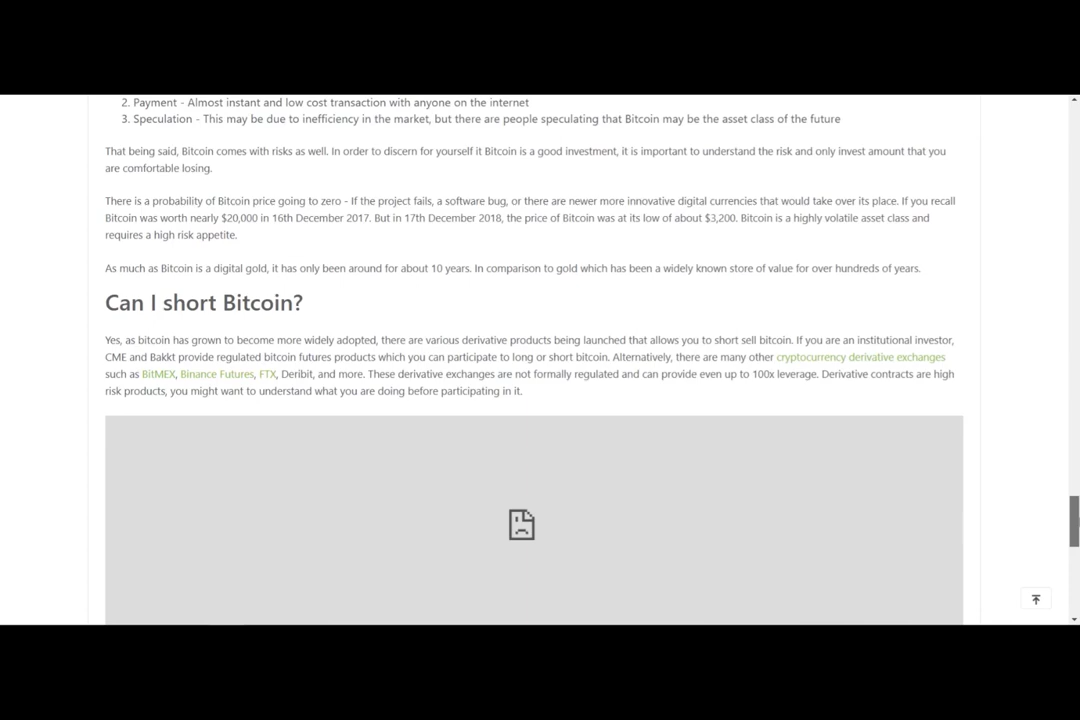 2. Payment - Almost instant and low cost transaction with anyone on the internet
3. Speculation - This may be due to inefficiency in the market, but there are people speculating that Bitcoin may be the asset class of the future
That being said, Bitcoin comes with risks as well. In order to discern for yourself it Bitcoin is a good investment, it is important to understand the risk and only invest amount that you
are comfortable losing.
There is a probability of Bitcoin price going to zero - If the project fails, a software bug, or there are newer more innovative digital currencies that would take over its place. If you recall
Bitcoin was worth nearly $20,000 in 16th December 2017. But in 17th December 2018, the price of Bitcoin was at its low of about $3,200. Bitcoin is a highly volatile asset class and
requires a high risk appetite.
As much as Bitcoin is a digital gold, it has only been around for about 10 years. In comparison to gold which has been a widely known store of value for over hundreds of years.
Can I short Bitcoin?
Yes, as bitcoin has grown to become more widely adopted, there are various derivative products being launched that allows you to short sell bitcoin. If you are an institutional investor,
CME and Bakkt provide regulated bitcoin futures products which you can participate to long or short bitcoin. Alternatively, there are many other cryptocurrency derivative exchanges
such as BitMEX, Binance Futures, FTX, Deribit, and more. These derivative exchanges are not formally regulated and can provide even up to 100x leverage. Derivative contracts are high
risk products, you might want to understand what you are doing before participating in it.